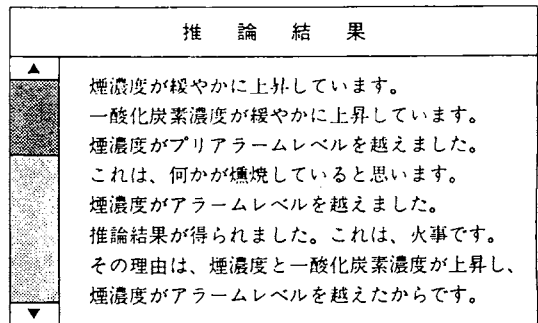 推論結果
煙濃度が緩やかに上昇しています。
一酸化炭素濃度が緩やかに上昇しています。
煙濃度がプリアラームレベルを越えました。
これは、何かが燻焼していると思います。
煙濃度がアラームレベルを越えました。
推論結果が得られました。これは、火事です。
その理由は、煙濃度と一酸化炭素濃度が上昇し、
煙濃度がアラームレベルを越えたからです。